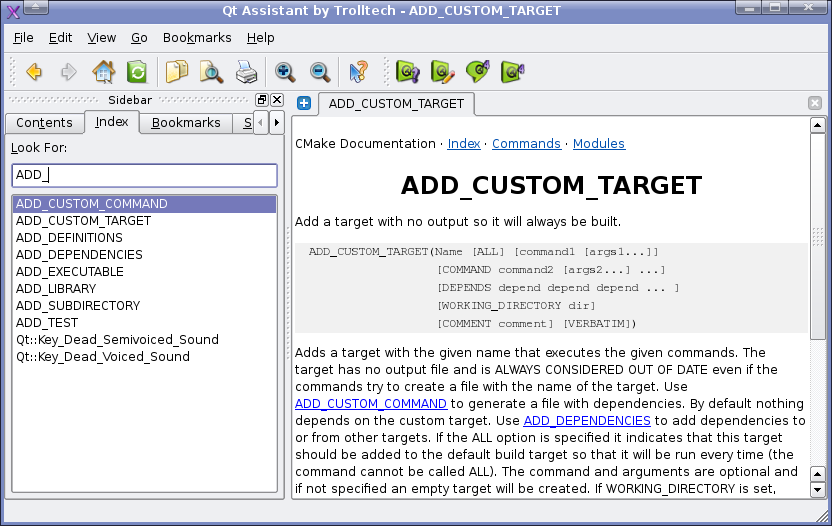 Qt Assistant by Trolltech - ADD_CUSTOM_TARGET
File Edit View Go Bookmarks Help
Sidebar
Contents Index Bookmarks S
Look For:
ADD_
ADD_CUSTOM_COMMAND
ADD_CUSTOM_TARGET
ADD_DEFINITIONS
ADD_DEPENDENCIES
ADD_EXECUTABLE
ADD_LIBRARY
ADD_SUBDIRECTORY
ADD_TEST
Qt::Key_Dead_Semivoiced_Sound
Qt::Key_Dead_Voiced_Sound
ADD_CUSTOM_TARGET
CMake Documentation · Index · Commands · Modules
ADD_CUSTOM_TARGET
Add a target with no output so it will always be built.
ADD_CUSTOM_TARGET(Name [ALL] [command1 [args1...]]
[COMMAND command2 [args2...] ...]
[DEPENDS depend depend depend ... ]
[WORKING_DIRECTORY dir]
[COMMENT comment] [VERBATIM])
Adds a target with the given name that executes the given commands. The
target has no output file and is ALWAYS CONSIDERED OUT OF DATE even if the
commands try to create a file with the name of the target. Use
ADD_CUSTOM_COMMAND to generate a file with dependencies. By default nothing
depends on the custom target. Use ADD_DEPENDENCIES to add dependencies to
or from other targets. If the ALL option is specified it indicates that this target
should be added to the default build target so that it will be run every time (the
command cannot be called ALL). The command and arguments are optional and
if not specified an empty target will be created. If WORKING_DIRECTORY is set,